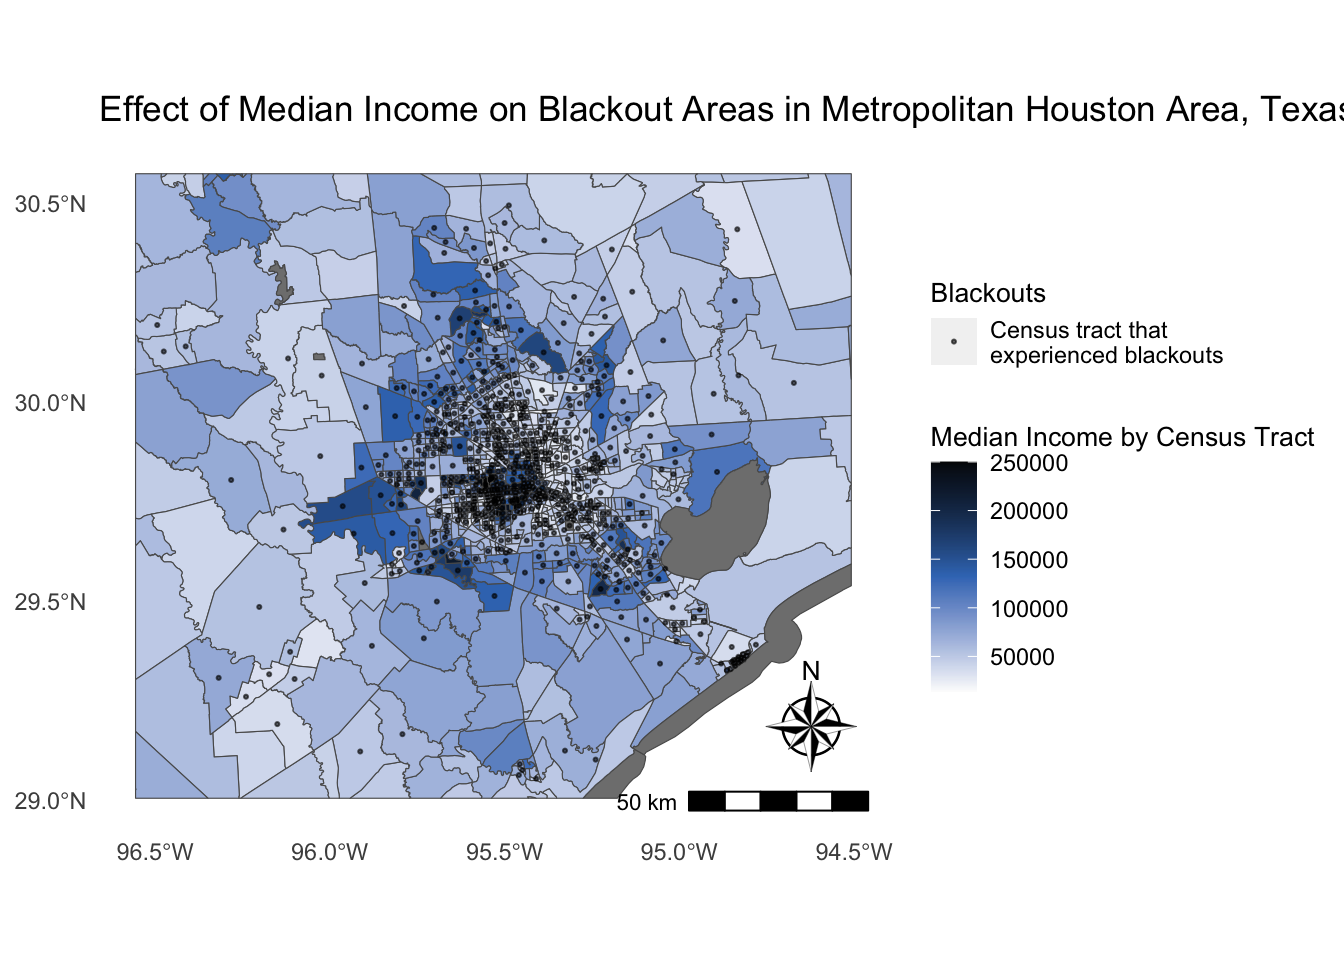 Effect of Median Income on Blackout Areas in Metropolitan Houston Area, Texas
30.5°N
30.0°N
29.5°N
29.0°N
96.5°W
96.0°W
95.5°W
95.0°W
94.5°W
N
50 km
Blackouts
Census tract that
experienced blackouts
Median Income by Census Tract
250000
200000
150000
100000
50000